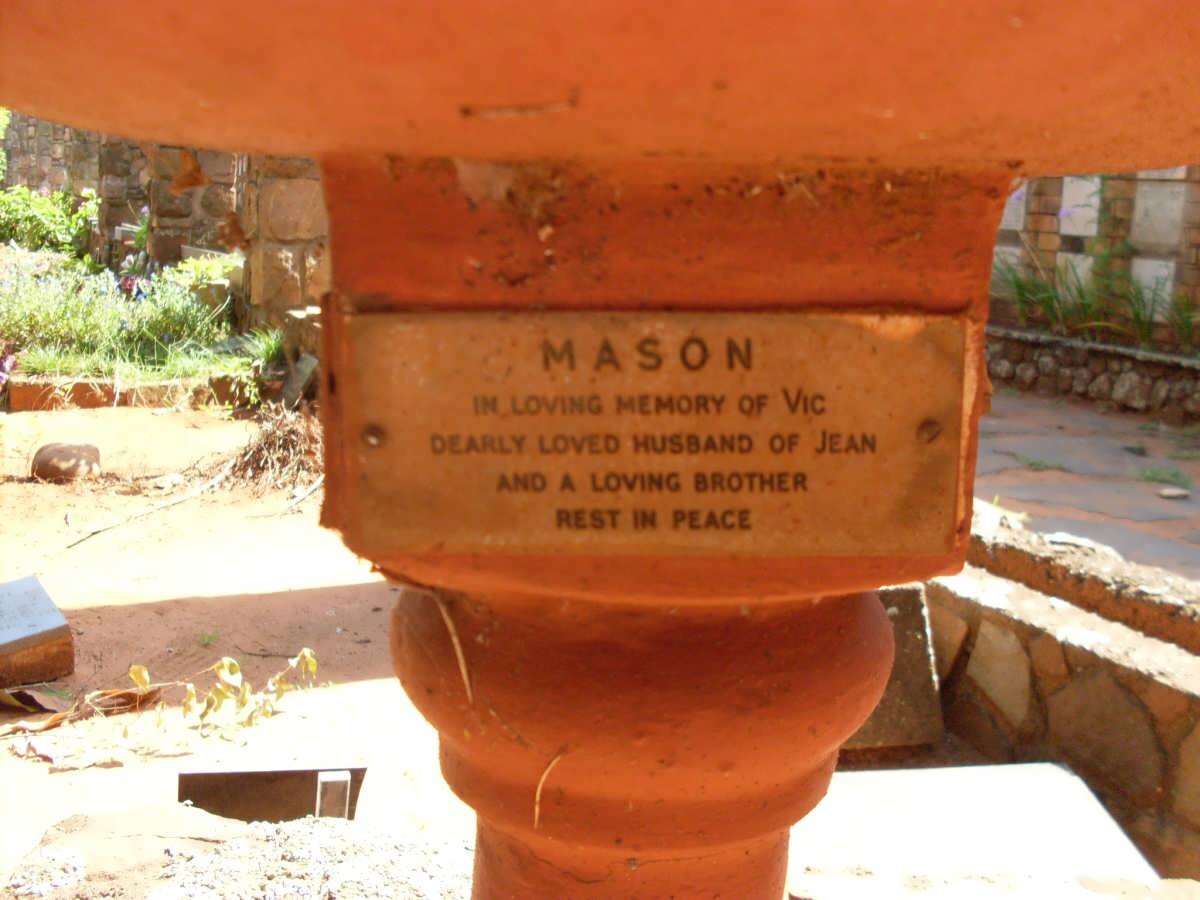 MASON
IN LOVING MEMORY OF VIC
DEARLY LOVED HUSBAND OF JEAN
AND A LOVING BROTHER
REST IN PEACE